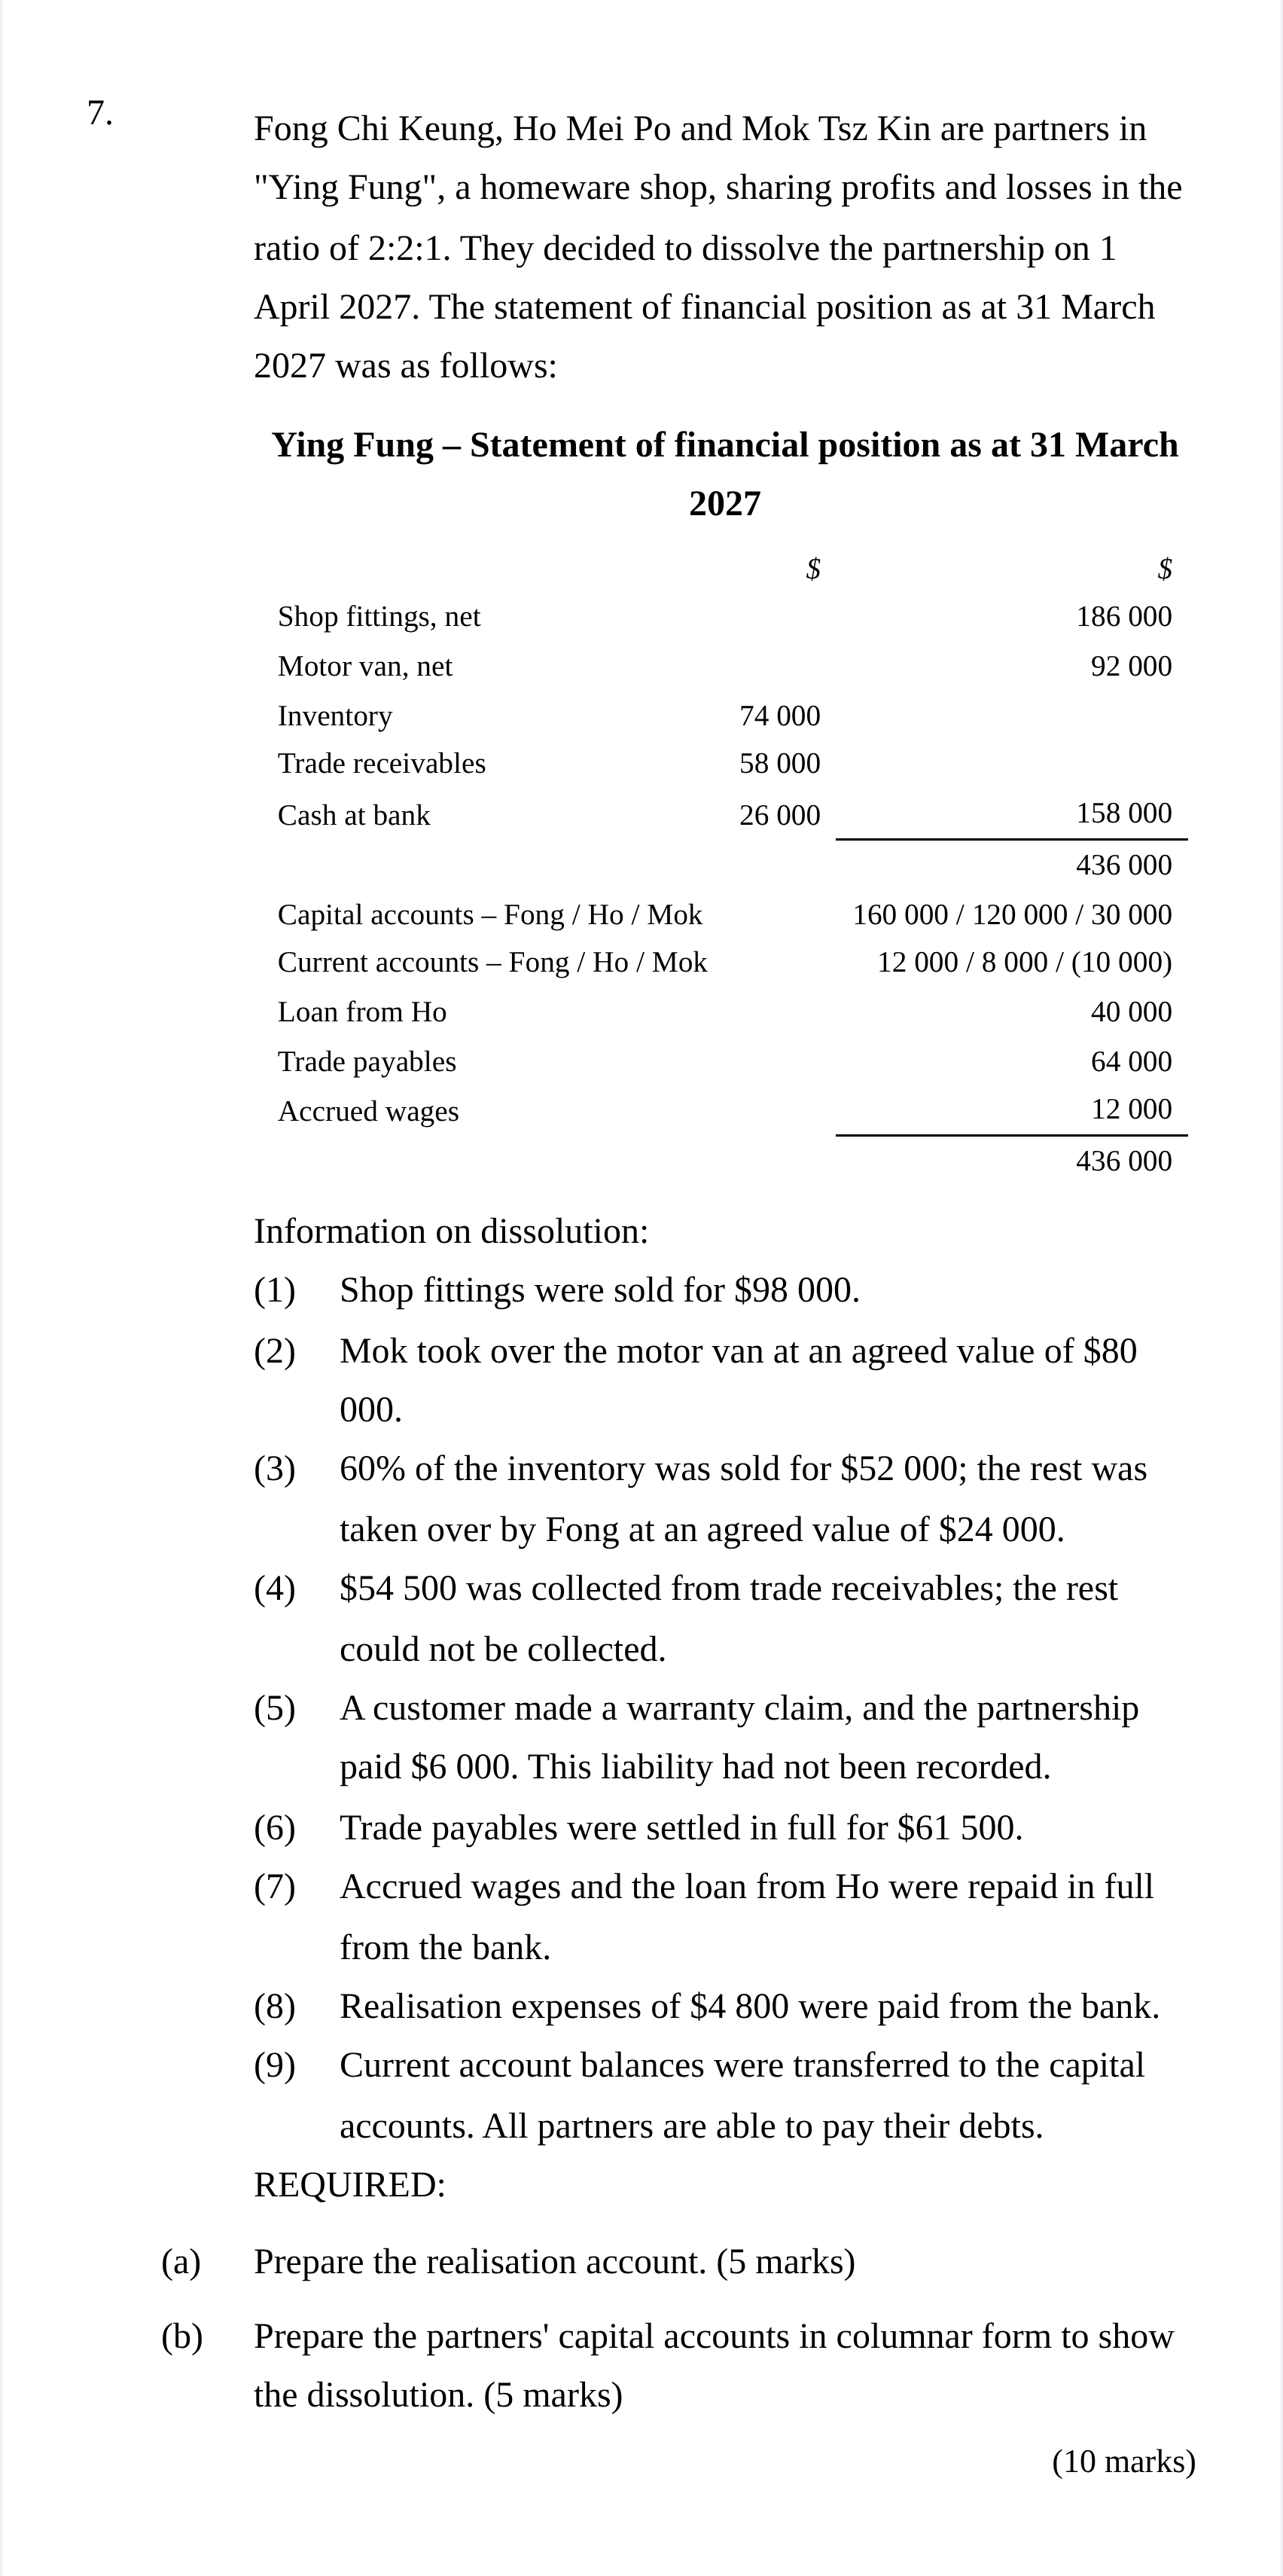 7.
Fong Chi Keung, Ho Mei Po and Mok Tsz Kin are partners in
"Ying Fung", a homeware shop, sharing profits and losses in the
ratio of 2:2:1. They decided to dissolve the partnership on 1
April 2027. The statement of financial position as at 31 March
2027 was as follows:
Ying Fung – Statement of financial position as at 31 March
2027
$ $
Shop fittings, net 186 000
Motor van, net 92 000
Inventory 74 000
Trade receivables 58 000
Cash at bank 26 000 158 000
436 000
Capital accounts – Fong / Ho / Mok 160 000 / 120 000 / 30 000
Current accounts – Fong / Ho / Mok 12 000 / 8 000 / (10 000)
Loan from Ho 40 000
Trade payables 64 000
Accrued wages 12 000
436 000
Information on dissolution:
(1) Shop fittings were sold for $98 000.
(2) Mok took over the motor van at an agreed value of $80
000.
(3) 60% of the inventory was sold for $52 000; the rest was
taken over by Fong at an agreed value of $24 000.
(4) $54 500 was collected from trade receivables; the rest
could not be collected.
(5) A customer made a warranty claim, and the partnership
paid $6 000. This liability had not been recorded.
(6) Trade payables were settled in full for $61 500.
(7) Accrued wages and the loan from Ho were repaid in full
from the bank.
(8) Realisation expenses of $4 800 were paid from the bank.
(9) Current account balances were transferred to the capital
accounts. All partners are able to pay their debts.
REQUIRED:
(a) Prepare the realisation account. (5 marks)
(b) Prepare the partners' capital accounts in columnar form to show
the dissolution. (5 marks)
(10 marks)